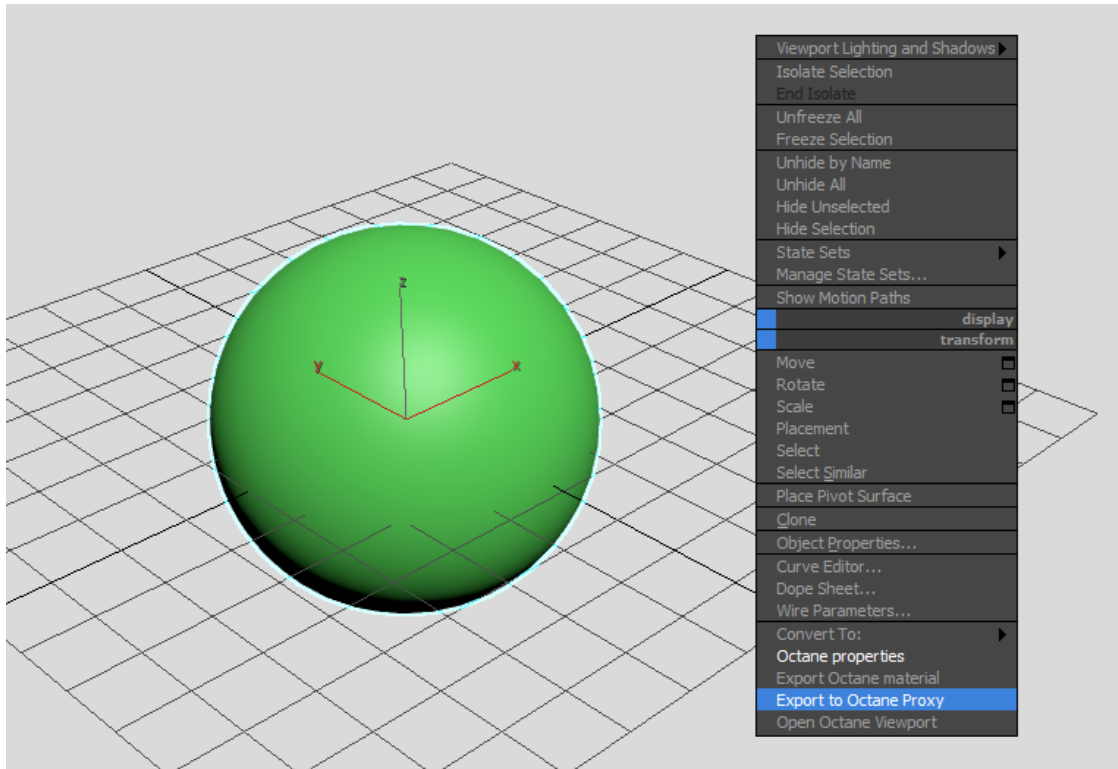 Viewport Lighting and Shadows
Isolate Selection
End Isolate
Unfreeze All
Freeze Selection
Unhide by Name
Unhide All
Hide Unselected
Hide Selection
State Sets
Manage State Sets...
Show Motion Paths
display
transform
Move
Rotate
Scale
Placement
Select
Select Similar
Place Pivot Surface
Clone
Object Properties...
Curve Editor...
Dope Sheet...
Wire Parameters...
Convert To:
Octane properties
Export Octane material
Export to Octane Proxy
Open Octane Viewport
z
y
x